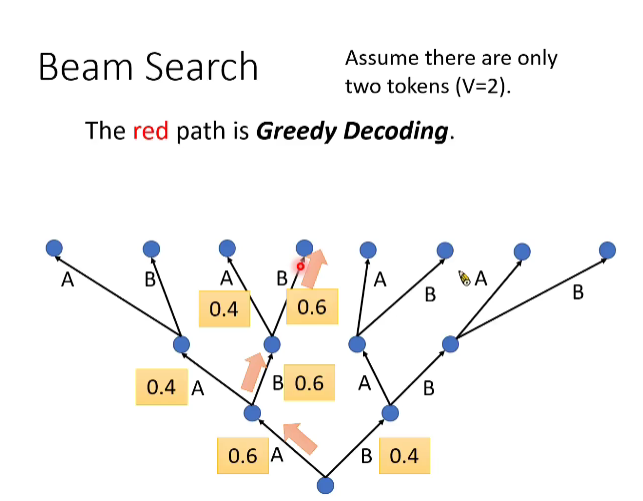 Beam Search
Assume there are only
two tokens (V=2).
The red path is Greedy Decoding.
A B A B A B A B
0.4 0.6
0.4 A B 0.6 A B
0.6 A B 0.4